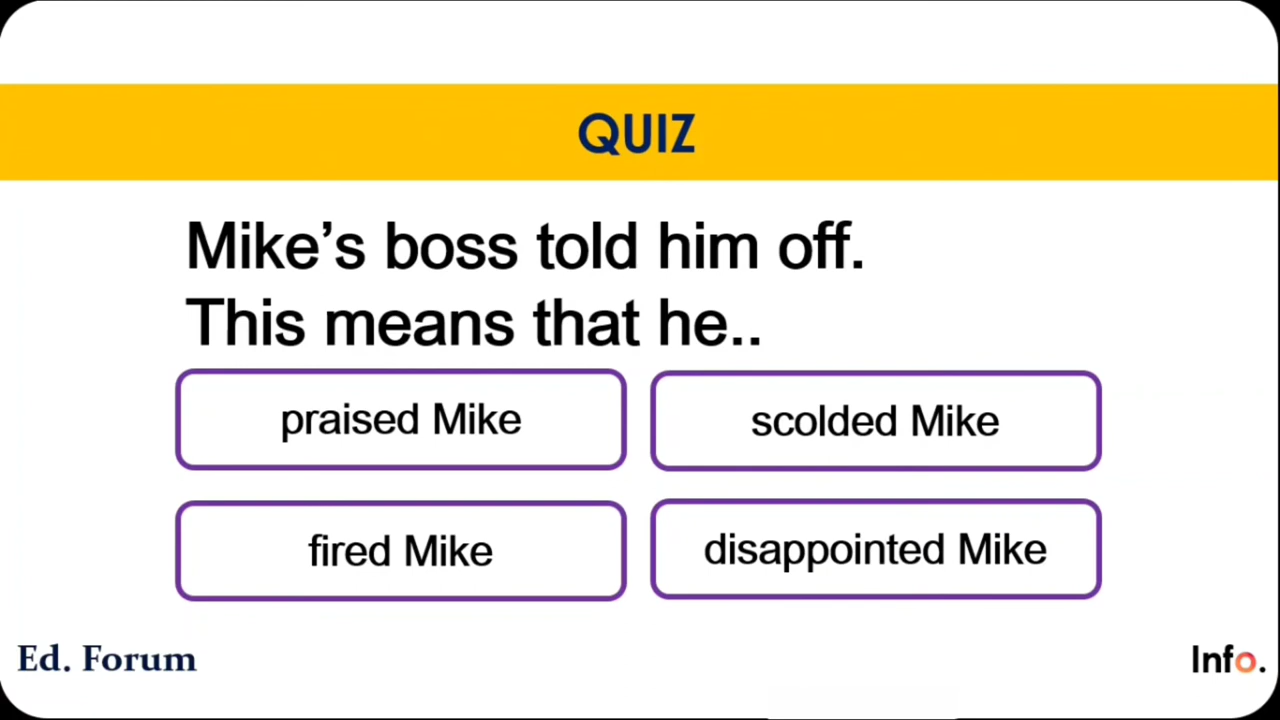 QUIZ
Mike’s boss told him off.
This means that he..
praised Mike
scolded Mike
fired Mike
disappointed Mike
Ed. Forum
Info.